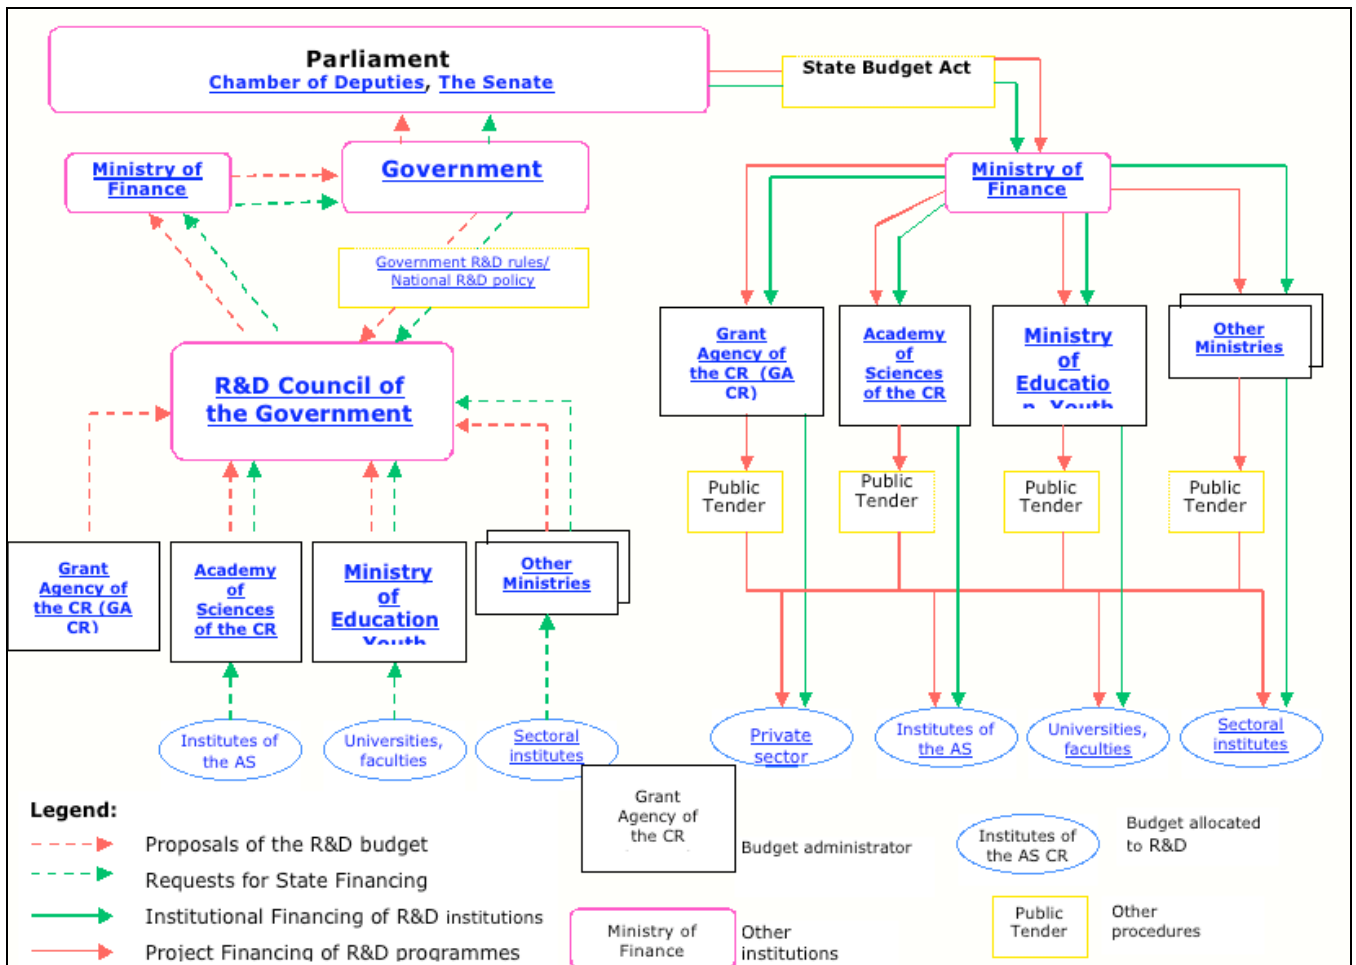 Parliament
Chamber of Deputies, The Senate
State Budget Act
Ministry of
Finance
Government
Ministry of
Finance
Government R&D rules/
National R&D policy
R&D Council of
the Government
Grant
Agency of
the CR (GA
CR)
Academy
of
Sciences
of the CR
Ministry
of
Educatio
n, Youth
Other
Ministries
Public
Tender
Public
Tender
Public
Tender
Public
Tender
Grant
Agency of
the CR (GA
CR)
Academy
of
Sciences
of the CR
Ministry
of
Education
Youth
Other
Ministries
Institutes of
the AS
Universities,
faculties
Sectoral
institutes
Private
sector
Institutes of
the AS
Universities,
faculties
Sectoral
institutes
Legend:
Proposals of the R&D budget
Requests for State Financing
Institutional Financing of R&D institutions
Project Financing of R&D programmes
Grant
Agency of
the CR
Budget administrator
Ministry of
Finance
Other
institutions
Institutes of
the AS CR
Budget allocated
to R&D
Public
Tender
Other
procedures